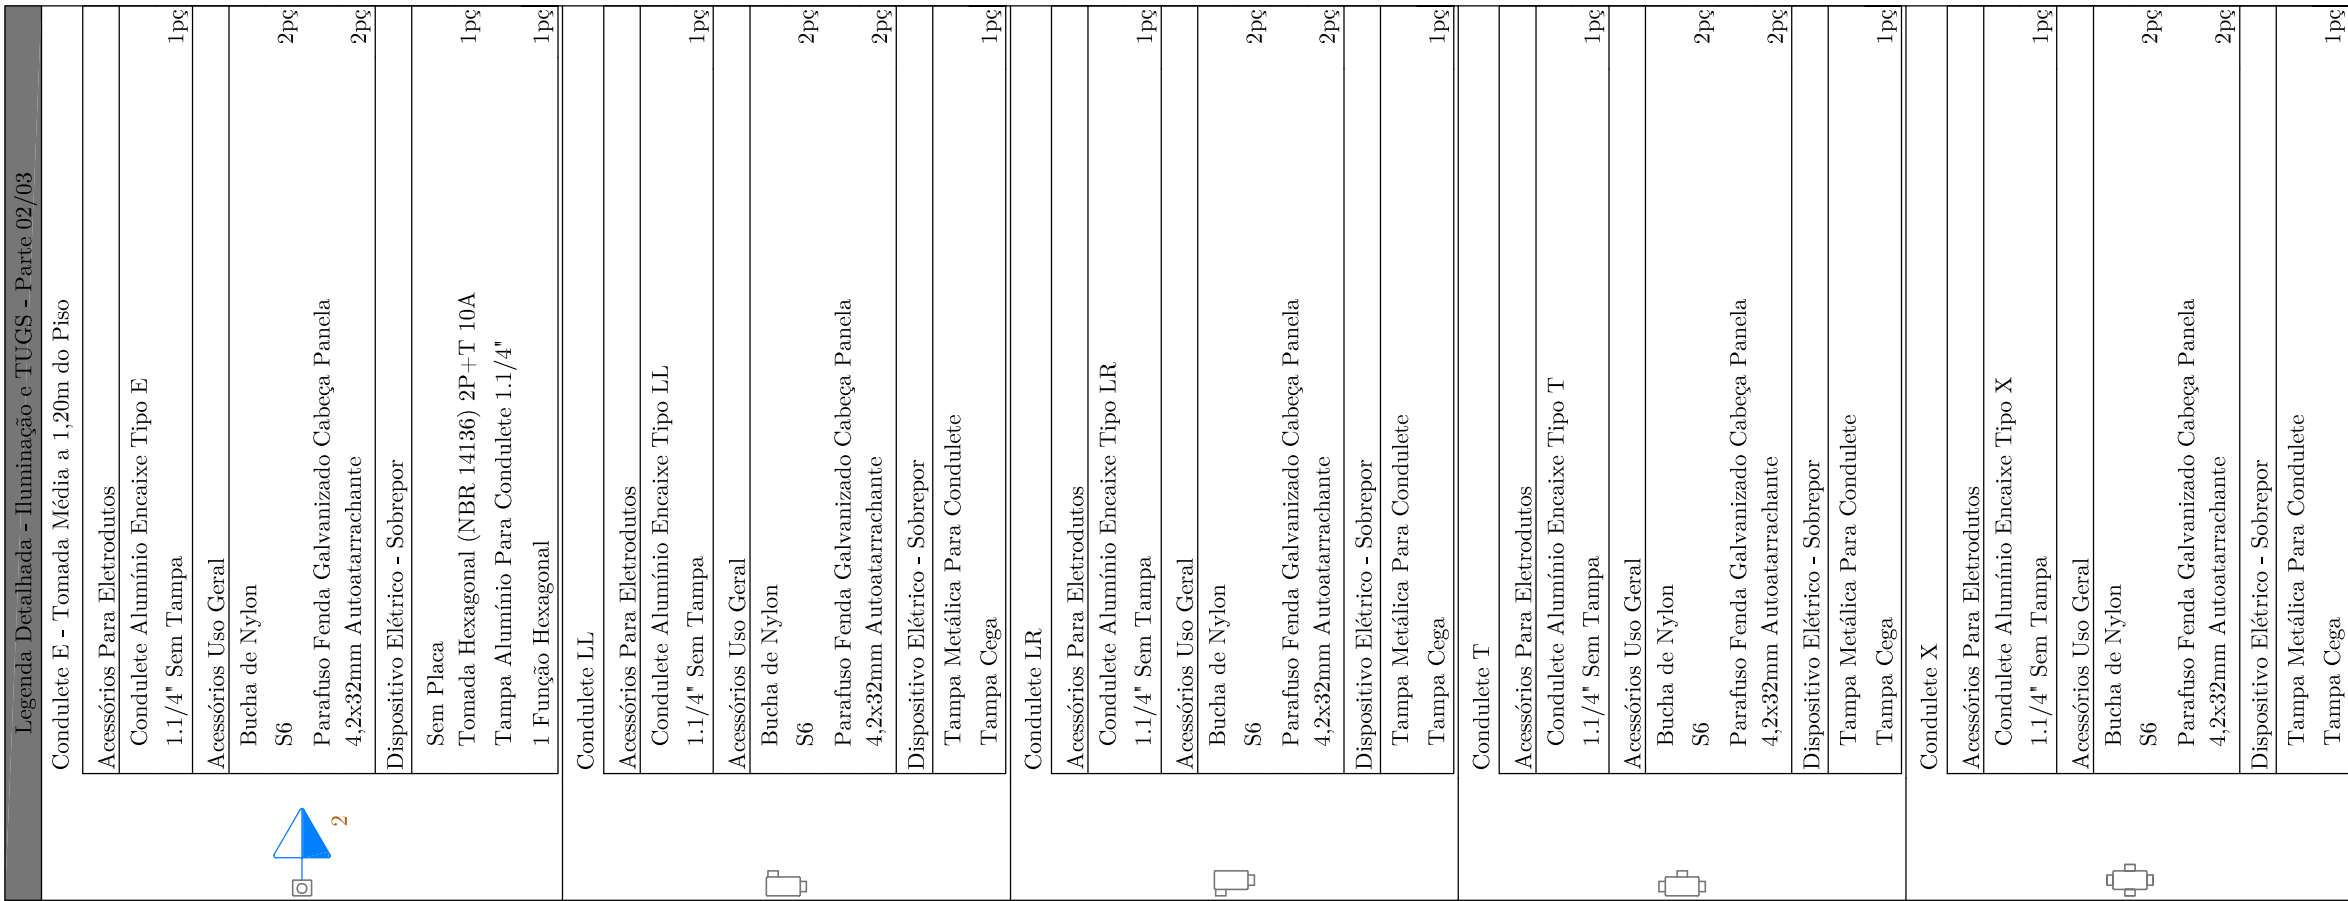 Legenda Detalhada - Iluminação e TUGS - Parte 02/03
Condulete E - Tomada Média a 1,20m do Piso
Acessórios Para Eletrodutos
Condulete Alumínio Encaixe Tipo E
1.1/4" Sem Tampa 1pç
Acessórios Uso Geral
Bucha de Nylon
S6 2pç
Parafuso Fenda Galvanizado Cabeça Panela
4,2x32mm Autoatarrachante 2pç
Dispositivo Elétrico - Sobrepor
Sem Placa
Tomada Hexagonal (NBR 14136) 2P+T 10A 1pç
Tampa Alumínio Para Condulete 1.1/4"
1 Função Hexagonal 1pç
2
Condulete LL
Acessórios Para Eletrodutos
Condulete Alumínio Encaixe Tipo LL
1.1/4" Sem Tampa 1pç
Acessórios Uso Geral
Bucha de Nylon
S6 2pç
Parafuso Fenda Galvanizado Cabeça Panela
4,2x32mm Autoatarrachante 2pç
Dispositivo Elétrico - Sobrepor
Tampa Metálica Para Condulete
Tampa Cega 1pç
Condulete LR
Acessórios Para Eletrodutos
Condulete Alumínio Encaixe Tipo LR
1.1/4" Sem Tampa 1pç
Acessórios Uso Geral
Bucha de Nylon
S6 2pç
Parafuso Fenda Galvanizado Cabeça Panela
4,2x32mm Autoatarrachante 2pç
Dispositivo Elétrico - Sobrepor
Tampa Metálica Para Condulete
Tampa Cega 1pç
Condulete T
Acessórios Para Eletrodutos
Condulete Alumínio Encaixe Tipo T
1.1/4" Sem Tampa 1pç
Acessórios Uso Geral
Bucha de Nylon
S6 2pç
Parafuso Fenda Galvanizado Cabeça Panela
4,2x32mm Autoatarrachante 2pç
Dispositivo Elétrico - Sobrepor
Tampa Metálica Para Condulete
Tampa Cega 1pç
Condulete X
Acessórios Para Eletrodutos
Condulete Alumínio Encaixe Tipo X
1.1/4" Sem Tampa 1pç
Acessórios Uso Geral
Bucha de Nylon
S6 2pç
Parafuso Fenda Galvanizado Cabeça Panela
4,2x32mm Autoatarrachante 2pç
Dispositivo Elétrico - Sobrepor
Tampa Metálica Para Condulete
Tampa Cega 1pç